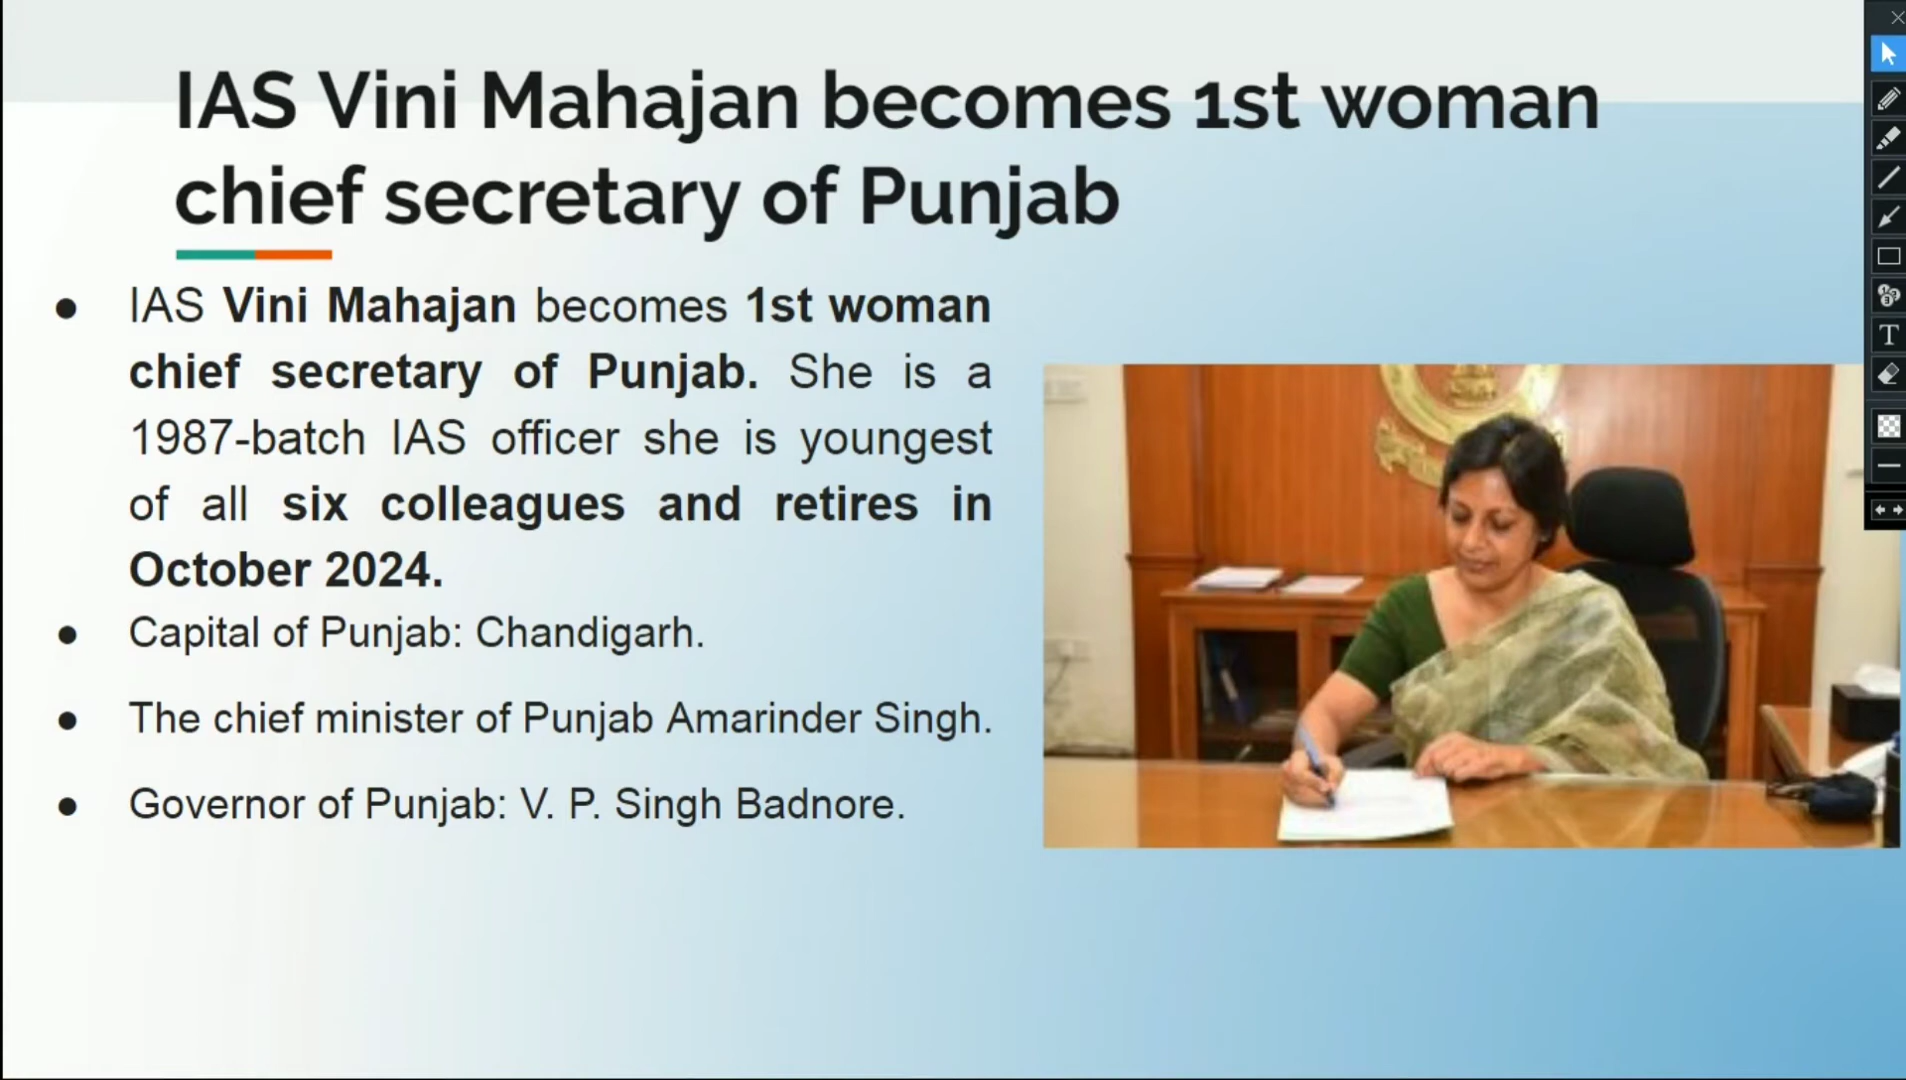 IAS Vini Mahajan becomes 1st woman
chief secretary of Punjab
● IAS Vini Mahajan becomes 1st woman
chief secretary of Punjab. She is a
1987-batch IAS officer she is youngest
of all six colleagues and retires in
October 2024.
● Capital of Punjab: Chandigarh.
● The chief minister of Punjab Amarinder Singh.
● Governor of Punjab: V. P. Singh Badnore.